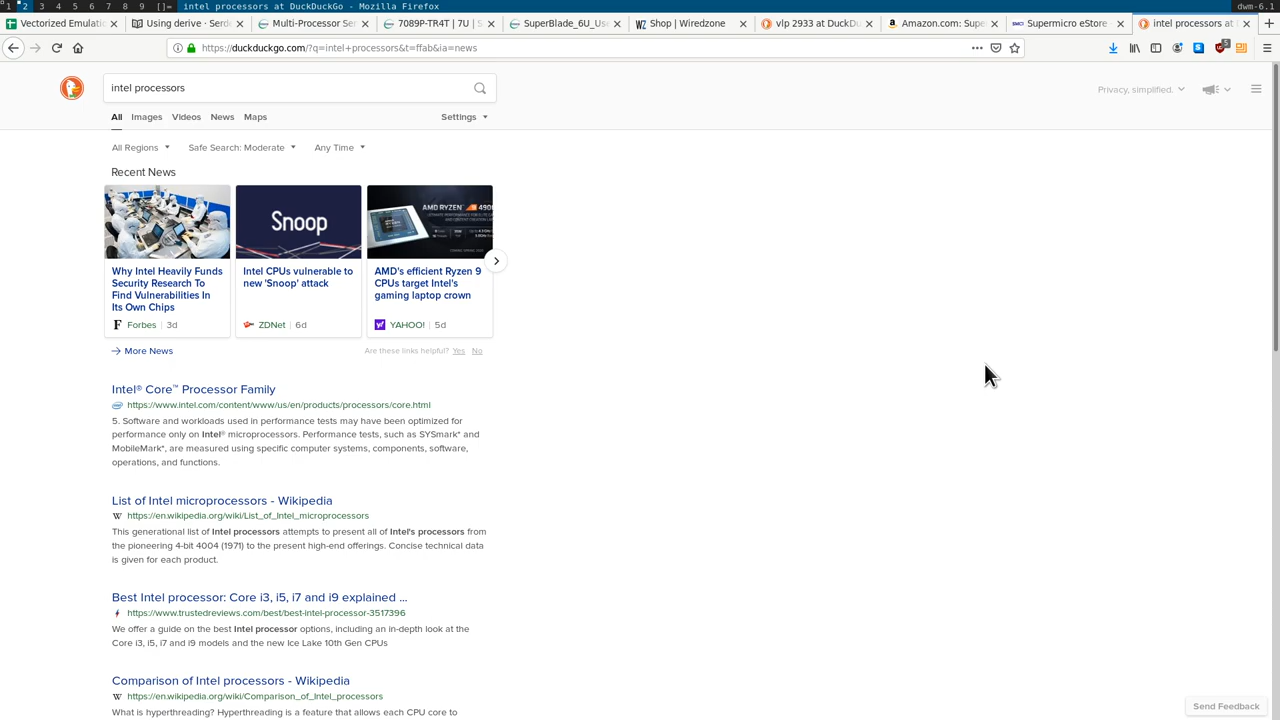 1 2 3 4 5 6 7 8 9 []= intel processors at DuckDuckGo - Mozilla Firefox dwm-6.1
Vectorized Emulati × Using derive · Serd × Multi-Processor Ser × 7089P-TR4T | 7U | S × SuperBlade_6U_Use × Shop | Wiredzone × vlp 2933 at DuckDu × Amazon.com: Supe × Supermicro eStore × intel processors at ×
https://duckduckgo.com/?q=intel+processors&t=ffab&ia=news
5
intel processors
Privacy, simplified.
All Images Videos News Maps Settings
All Regions Safe Search: Moderate Any Time
Recent News
Snoop
AMD RYZEN 9 490
Why Intel Heavily Funds
Security Research To
Find Vulnerabilities In
Its Own Chips
F Forbes | 3d
Intel CPUs vulnerable to
new 'Snoop' attack
ZDNet | 6d
AMD's efficient Ryzen 9
CPUs target Intel's
gaming laptop crown
YAHOO! | 5d
More News
Are these links helpful? Yes No
Intel® Core™ Processor Family
https://www.intel.com/content/www/us/en/products/processors/core.html
5. Software and workloads used in performance tests may have been optimized for
performance only on Intel® microprocessors. Performance tests, such as SYSmark* and
MobileMark*, are measured using specific computer systems, components, software,
operations, and functions.
List of Intel microprocessors - Wikipedia
W https://en.wikipedia.org/wiki/List_of_Intel_microprocessors
This generational list of Intel processors attempts to present all of Intel's processors from
the pioneering 4-bit 4004 (1971) to the present high-end offerings. Concise technical data
is given for each product.
Best Intel processor: Core i3, i5, i7 and i9 explained ...
https://www.trustedreviews.com/best/best-intel-processor-3517396
We offer a guide on the best Intel processor options, including an in-depth look at the
Core i3, i5, i7 and i9 models and the new Ice Lake 10th Gen CPUs
Comparison of Intel processors - Wikipedia
W https://en.wikipedia.org/wiki/Comparison_of_Intel_processors
What is hyperthreading? Hyperthreading is a feature that allows each CPU core to
Send Feedback